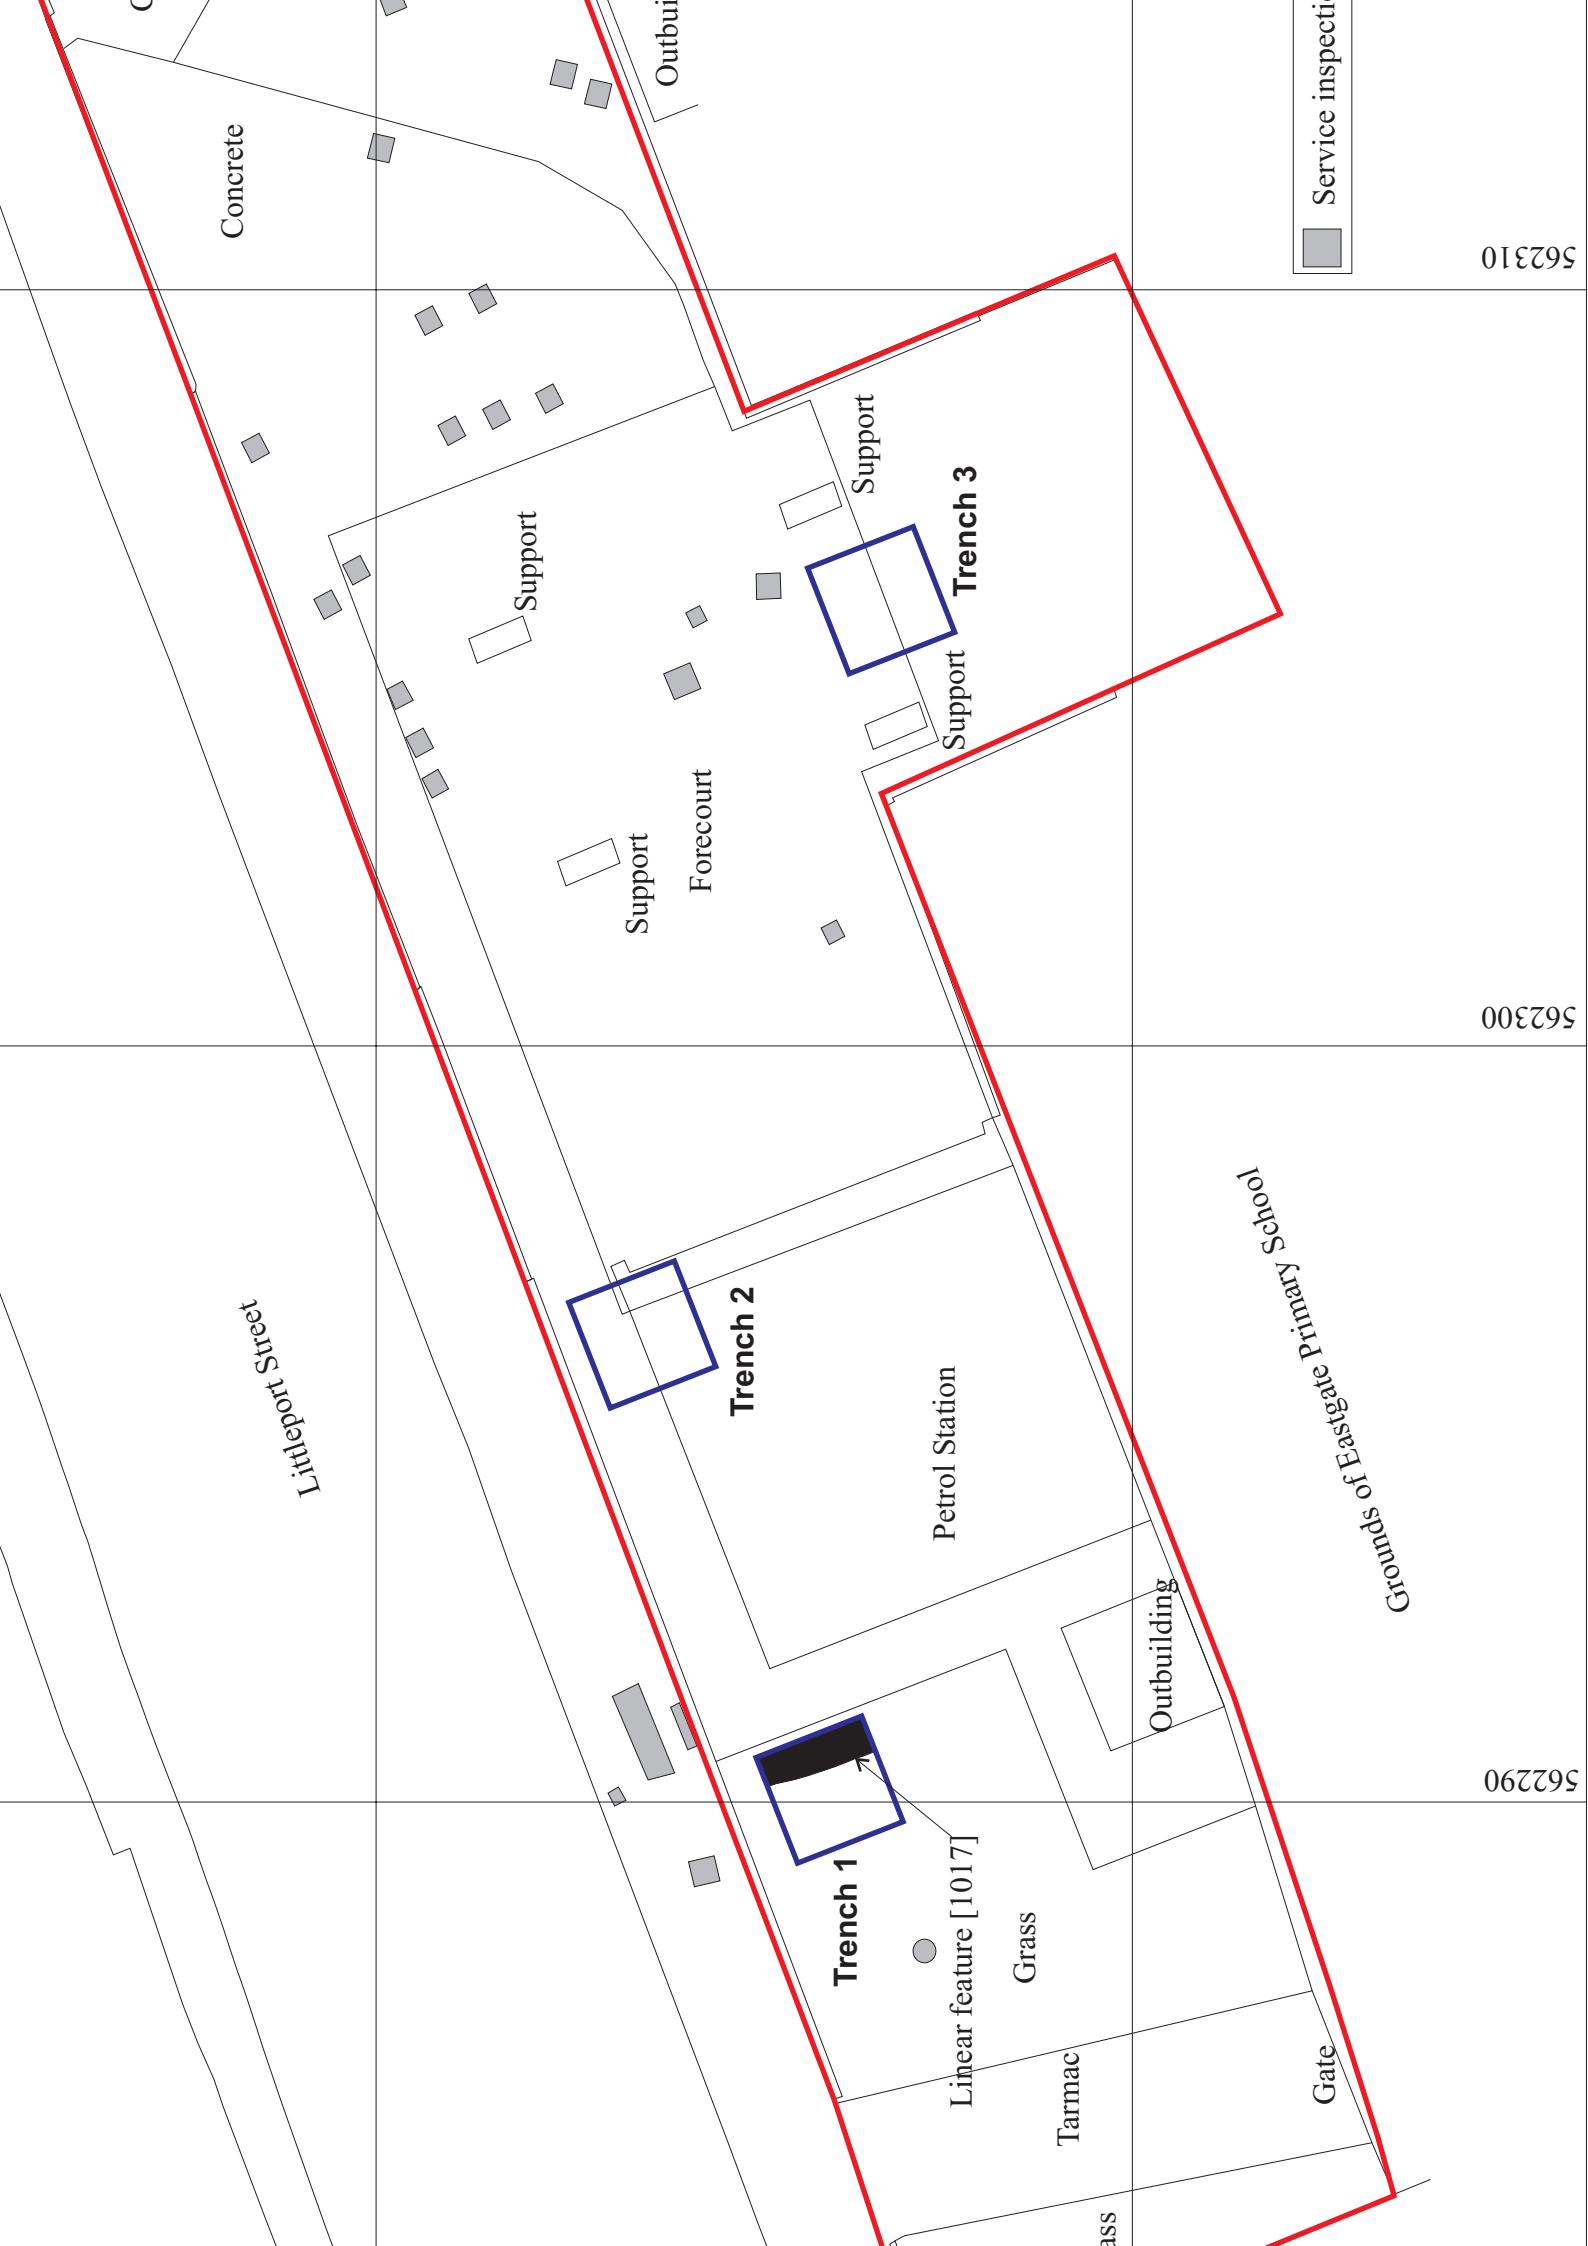 Littleport Street
Concrete
Outbui
Support
Support
Support
Support
Forecourt
Trench 3
Trench 2
Petrol Station
Outbuilding
Trench 1
Linear feature [1017]
Grass
Tarmac
Gate
ass
Grounds of Eastgate Primary School
C
Service inspecti
562310
562300
562290